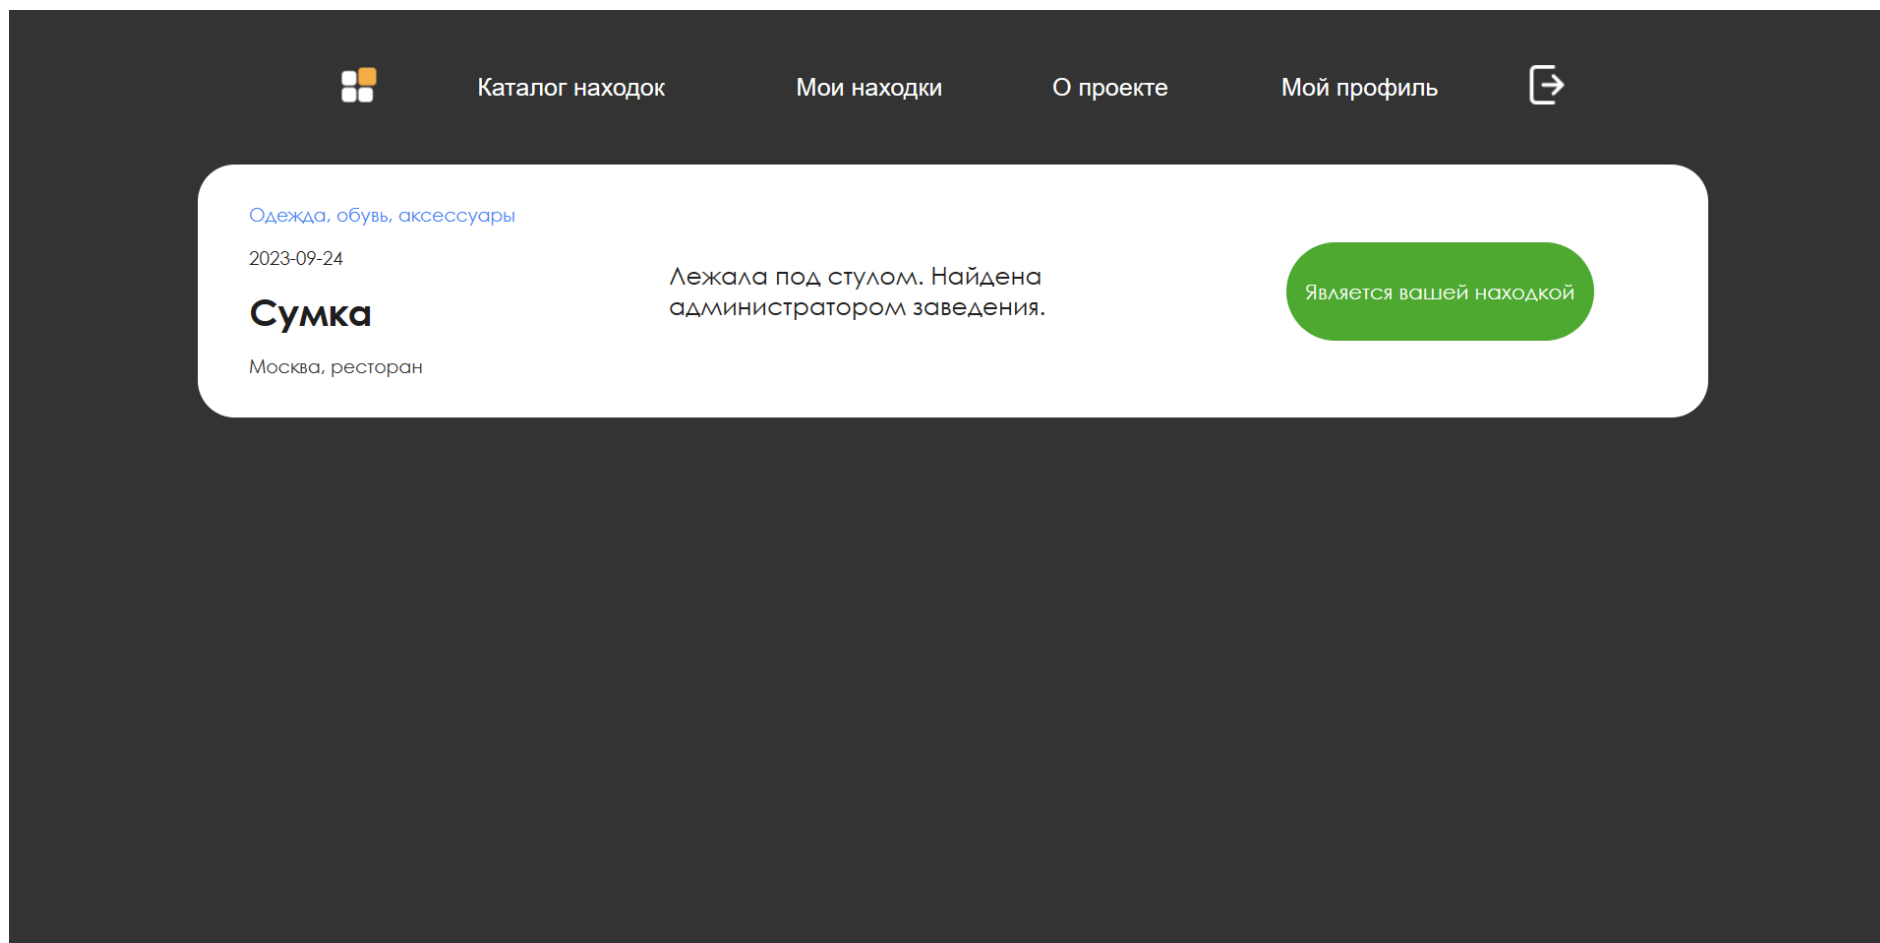 Каталог находок
Мои находки
О проекте
Мой профиль
Одежда, обувь, аксессуары
2023-09-24
Сумка
Москва, ресторан
Лежала под стулом. Найдена
администратором заведения.
Является вашей находкой